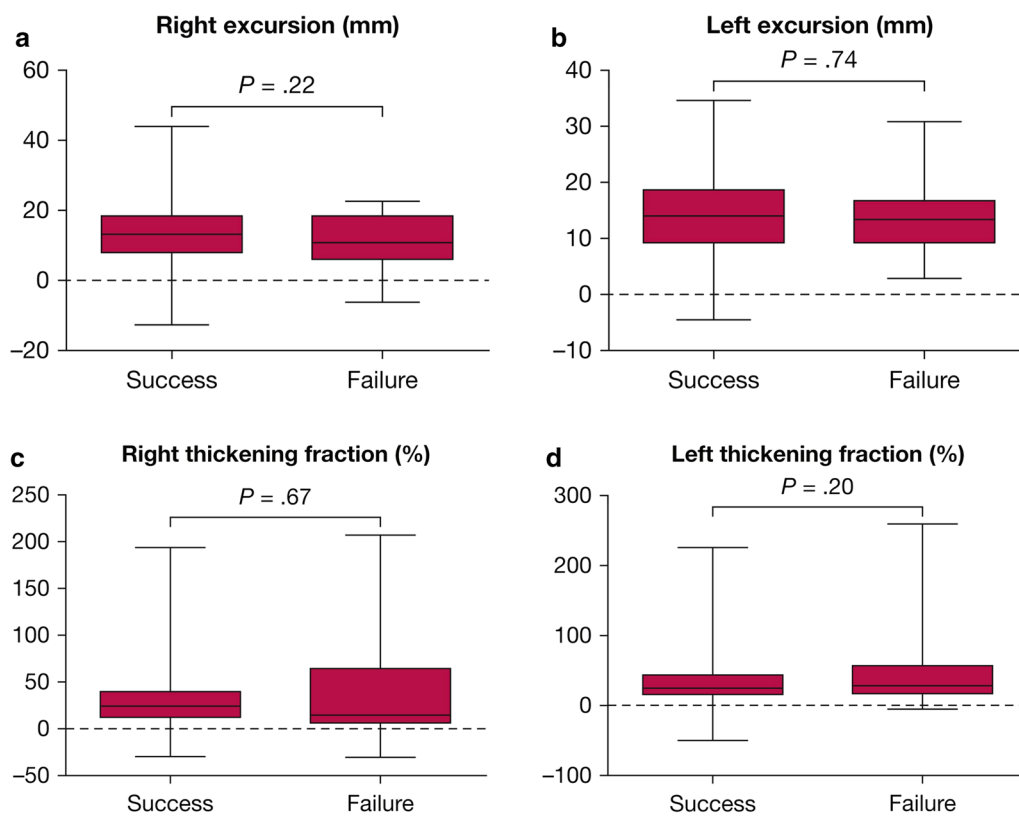 a
Right excursion (mm)
60
40
20
0
–20
P = .22
Success
Failure
b
Left excursion (mm)
40
30
20
10
0
–10
P = .74
Success
Failure
c
Right thickening fraction (%)
250
200
150
100
50
0
–50
P = .67
Success
Failure
d
Left thickening fraction (%)
300
200
100
0
–100
P = .20
Success
Failure